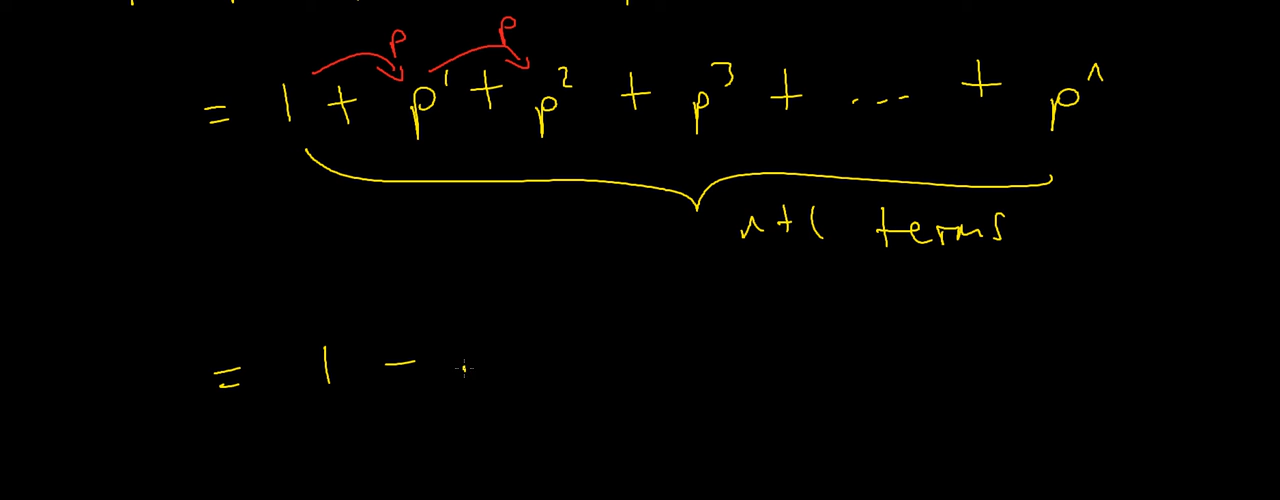 p p
= 1 + p¹ + p² + p³ + ... + pⁿ
n+1 terms
= 1 -